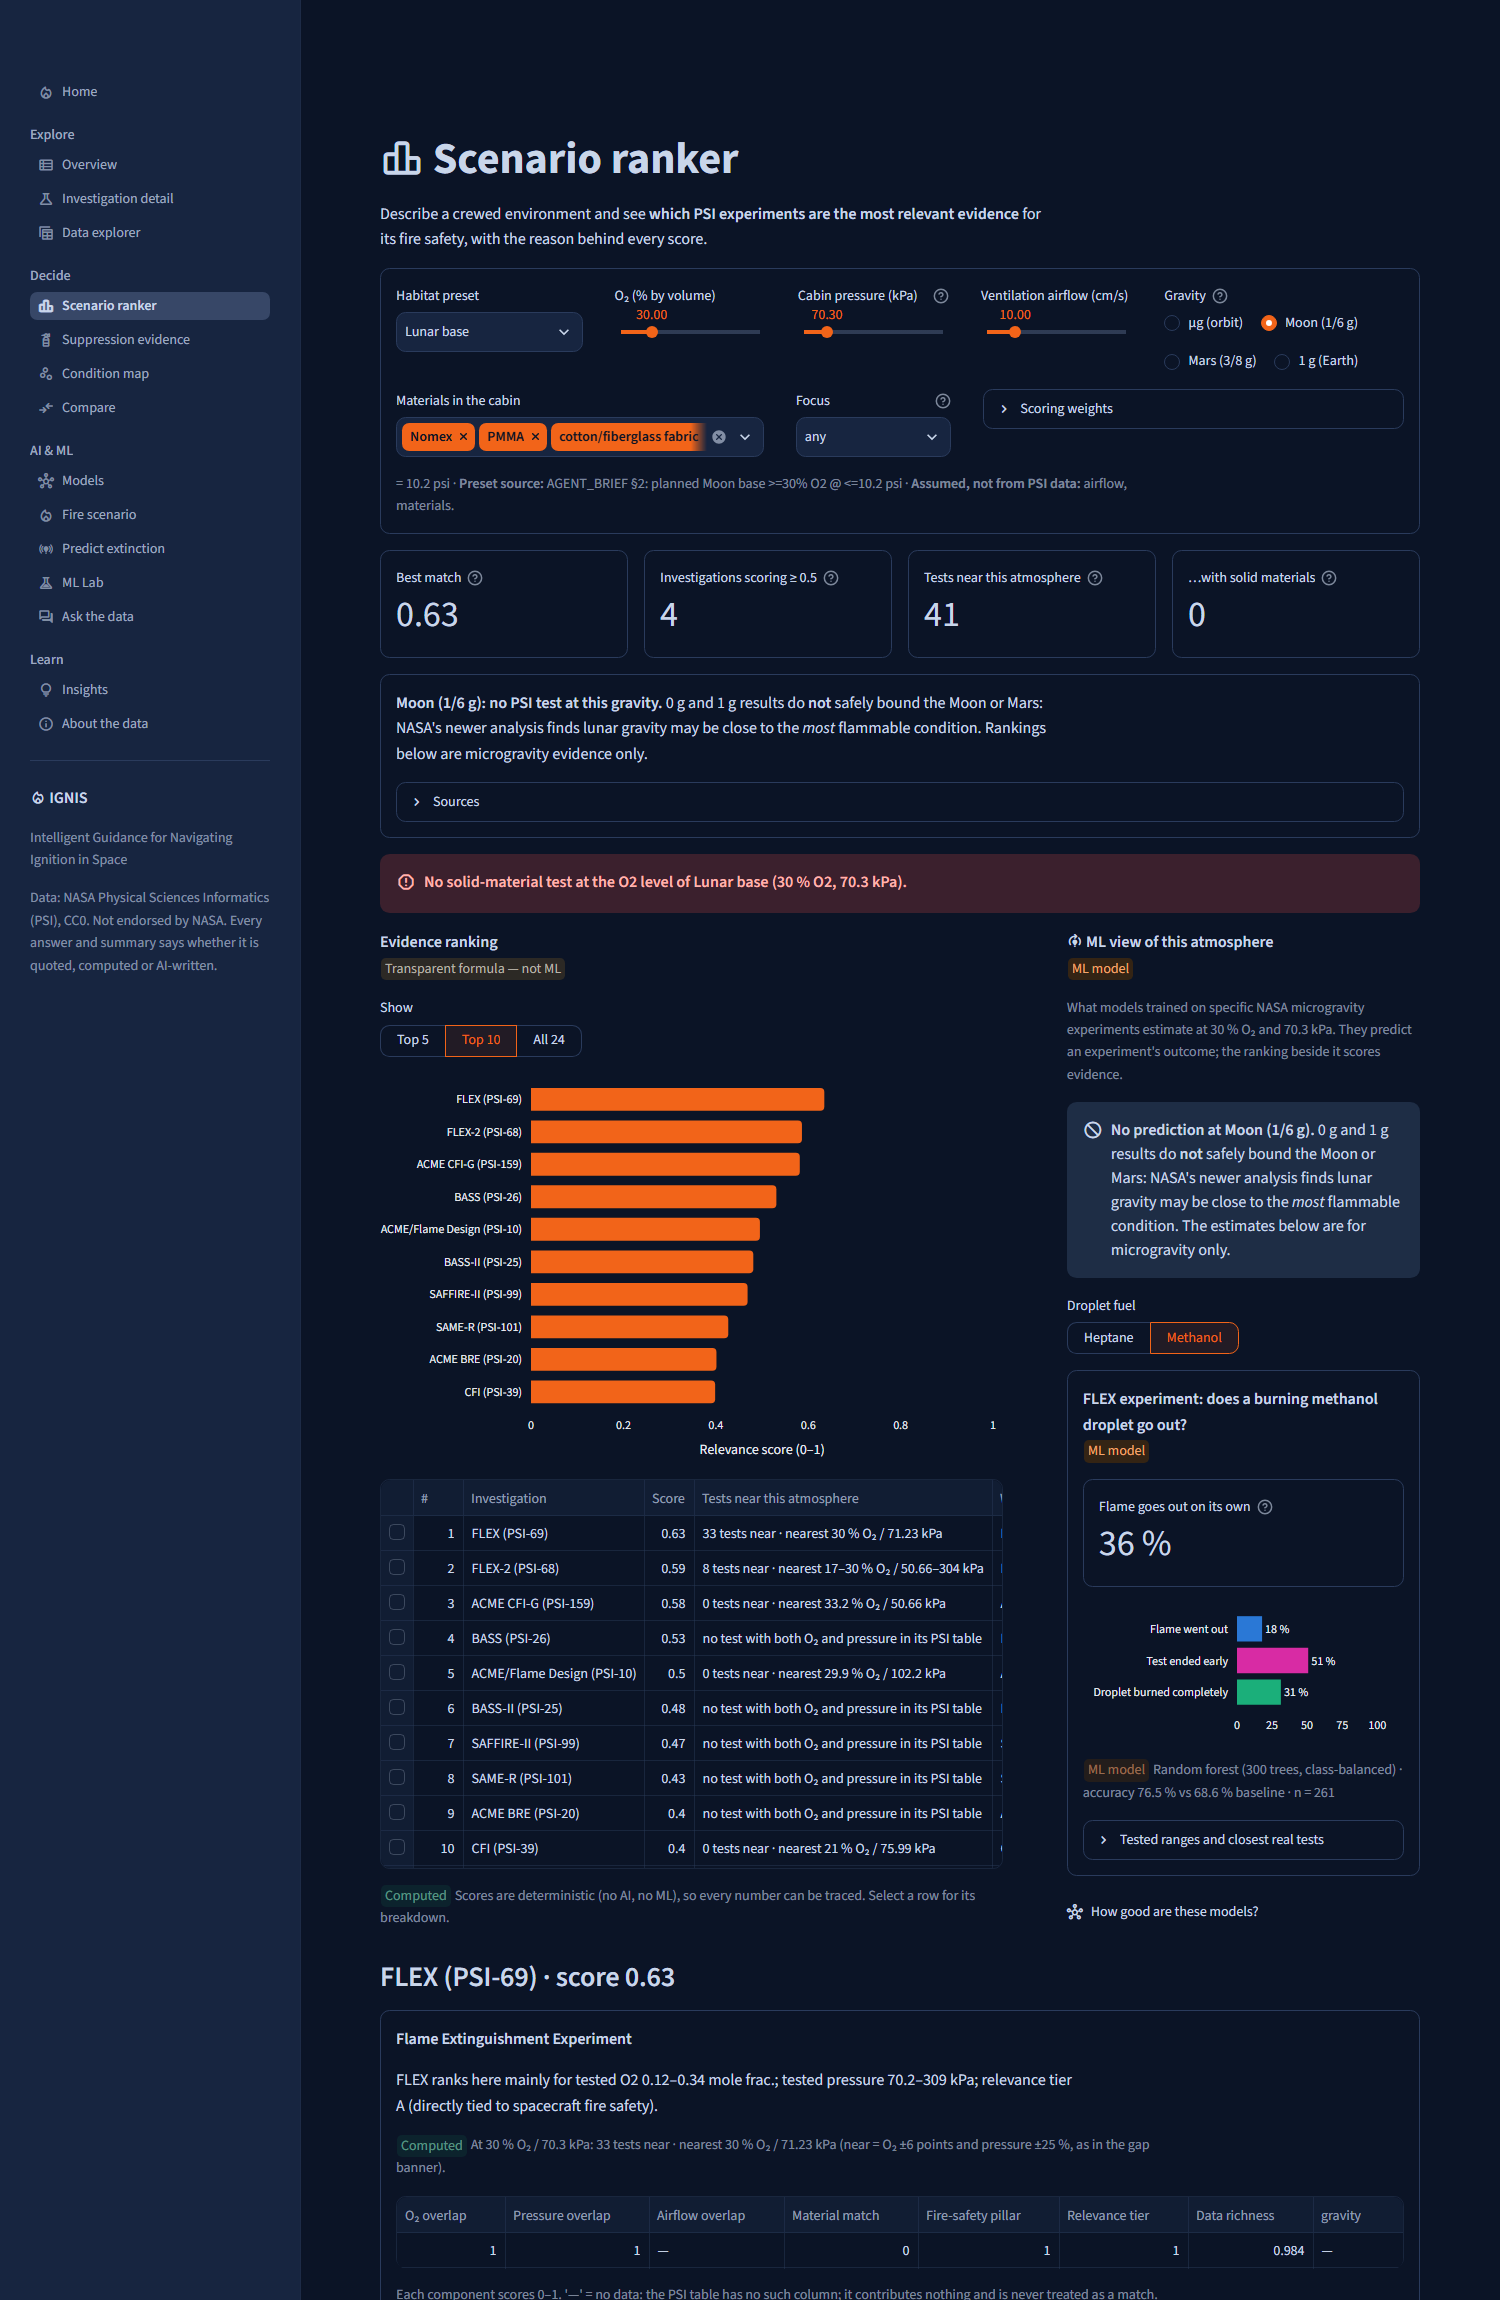 Home
Explore
Overview
Investigation detail
Data explorer
Decide
Scenario ranker
Suppression evidence
Condition map
Compare
AI & ML
Models
Fire scenario
Predict extinction
ML Lab
Ask the data
Learn
Insights
About the data
IGNIS
Intelligent Guidance for Navigating
Ignition in Space
Data: NASA Physical Sciences Informatics
(PSI), CC0. Not endorsed by NASA. Every
answer and summary says whether it is
quoted, computed or AI-written.
Scenario ranker
Describe a crewed environment and see which PSI experiments are the most relevant evidence for
its fire safety, with the reason behind every score.
Habitat preset
Lunar base
O₂ (% by volume)
30.00
Cabin pressure (kPa)
70.30
Ventilation airflow (cm/s)
10.00
Gravity
µg (orbit)
Moon (1/6 g)
Mars (3/8 g)
1 g (Earth)
Materials in the cabin
Nomex
PMMA
cotton/fiberglass fabric
Focus
any
Scoring weights
= 10.2 psi · Preset source: AGENT_BRIEF §2: planned Moon base >=30% O2 @ <=10.2 psi · Assumed, not from PSI data: airflow,
materials.
Best match
0.63
Investigations scoring ≥ 0.5
4
Tests near this atmosphere
41
…with solid materials
0
Moon (1/6 g): no PSI test at this gravity. 0 g and 1 g results do not safely bound the Moon or Mars:
NASA's newer analysis finds lunar gravity may be close to the most flammable condition. Rankings
below are microgravity evidence only.
Sources
No solid-material test at the O2 level of Lunar base (30 % O2, 70.3 kPa).
Evidence ranking
Transparent formula — not ML
Show
Top 5
Top 10
All 24
FLEX (PSI-69)
FLEX-2 (PSI-68)
ACME CFI-G (PSI-159)
BASS (PSI-26)
ACME/Flame Design (PSI-10)
BASS-II (PSI-25)
SAFFIRE-II (PSI-99)
SAME-R (PSI-101)
ACME BRE (PSI-20)
CFI (PSI-39)
0 0.2 0.4 0.6 0.8 1
Relevance score (0–1)
# Investigation Score Tests near this atmosphere
1 FLEX (PSI-69) 0.63 33 tests near · nearest 30 % O₂ / 71.23 kPa
2 FLEX-2 (PSI-68) 0.59 8 tests near · nearest 17–30 % O₂ / 50.66–304 kPa
3 ACME CFI-G (PSI-159) 0.58 0 tests near · nearest 33.2 % O₂ / 50.66 kPa
4 BASS (PSI-26) 0.53 no test with both O₂ and pressure in its PSI table
5 ACME/Flame Design (PSI-10) 0.5 0 tests near · nearest 29.9 % O₂ / 102.2 kPa
6 BASS-II (PSI-25) 0.48 no test with both O₂ and pressure in its PSI table
7 SAFFIRE-II (PSI-99) 0.47 no test with both O₂ and pressure in its PSI table
8 SAME-R (PSI-101) 0.43 no test with both O₂ and pressure in its PSI table
9 ACME BRE (PSI-20) 0.4 no test with both O₂ and pressure in its PSI table
10 CFI (PSI-39) 0.4 0 tests near · nearest 21 % O₂ / 75.99 kPa
Computed Scores are deterministic (no AI, no ML), so every number can be traced. Select a row for its
breakdown.
ML view of this atmosphere
ML model
What models trained on specific NASA microgravity
experiments estimate at 30 % O₂ and 70.3 kPa. They predict
an experiment's outcome; the ranking beside it scores
evidence.
No prediction at Moon (1/6 g). 0 g and 1 g
results do not safely bound the Moon or
Mars: NASA's newer analysis finds lunar
gravity may be close to the most flammable
condition. The estimates below are for
microgravity only.
Droplet fuel
Heptane
Methanol
FLEX experiment: does a burning methanol
droplet go out?
ML model
Flame goes out on its own
36 %
Flame went out 18 %
Test ended early 51 %
Droplet burned completely 31 %
0 25 50 75 100
ML model Random forest (300 trees, class-balanced) ·
accuracy 76.5 % vs 68.6 % baseline · n = 261
Tested ranges and closest real tests
How good are these models?
FLEX (PSI-69) · score 0.63
Flame Extinguishment Experiment
FLEX ranks here mainly for tested O2 0.12–0.34 mole frac.; tested pressure 70.2–309 kPa; relevance tier
A (directly tied to spacecraft fire safety).
Computed At 30 % O₂ / 70.3 kPa: 33 tests near · nearest 30 % O₂ / 71.23 kPa (near = O₂ ±6 points and pressure ±25 %, as in the gap
banner).
O₂ overlap Pressure overlap Airflow overlap Material match Fire-safety pillar Relevance tier Data richness gravity
1 1 — 0 1 1 0.984 —
Each component scores 0–1. '—' = no data: the PSI table has no such column; it contributes nothing and is never treated as a match.